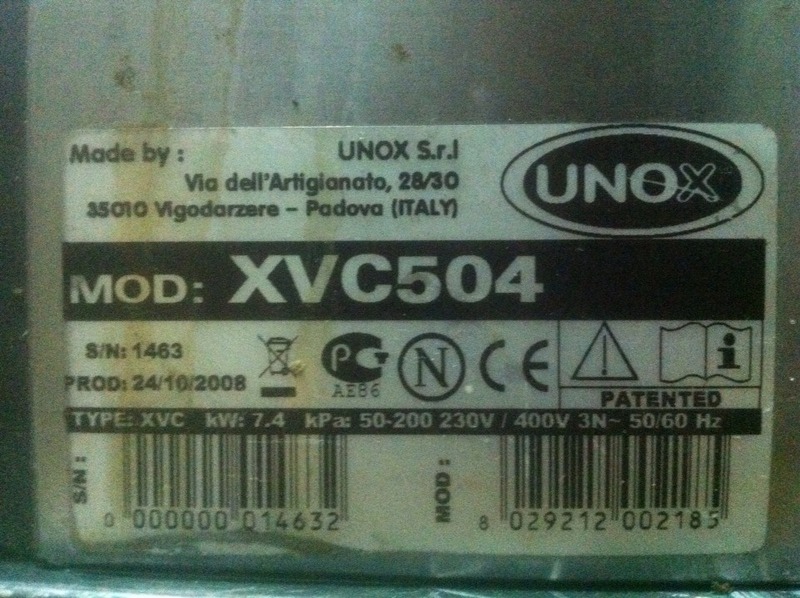 Made by : UNOX S.r.l
Via dell'Artigianato, 28/30
35010 Vigodarzere – Padova (ITALY)
UNOX
MOD: XVC504
S/N: 1463
PROD: 24/10/2008
PG
AE86
N
CE
i
PATENTED
TYPE: XVC kW: 7.4 kPa: 50-200 230V / 400V 3N~ 50/60 Hz
S/N :
0 000000 014632
MOD :
8 029212 002185